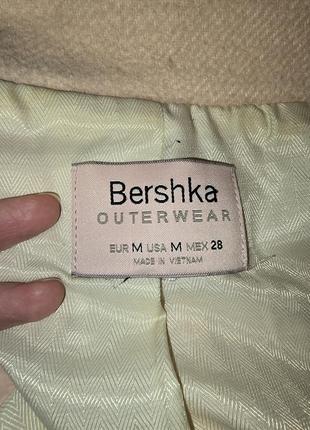 Bershka
OUTERWEAR
EUR M USA M MEX 28
MADE IN VIETNAM